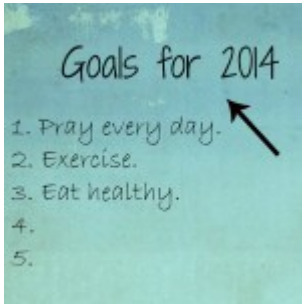 Goals for 2014
1. Pray every day.
2. Exercise.
3. Eat healthy.
4.
5.